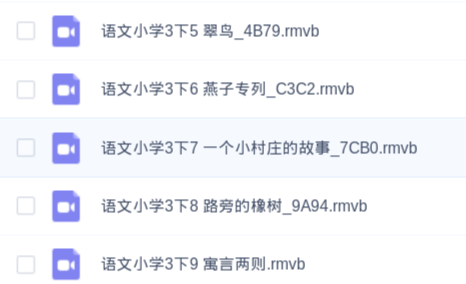 语文小学3下5 翠鸟_4B79.rmvb
语文小学3下6 燕子专列_C3C2.rmvb
语文小学3下7 一个小村庄的故事_7CB0.rmvb
语文小学3下8 路旁的橡树_9A94.rmvb
语文小学3下9 寓言两则.rmvb